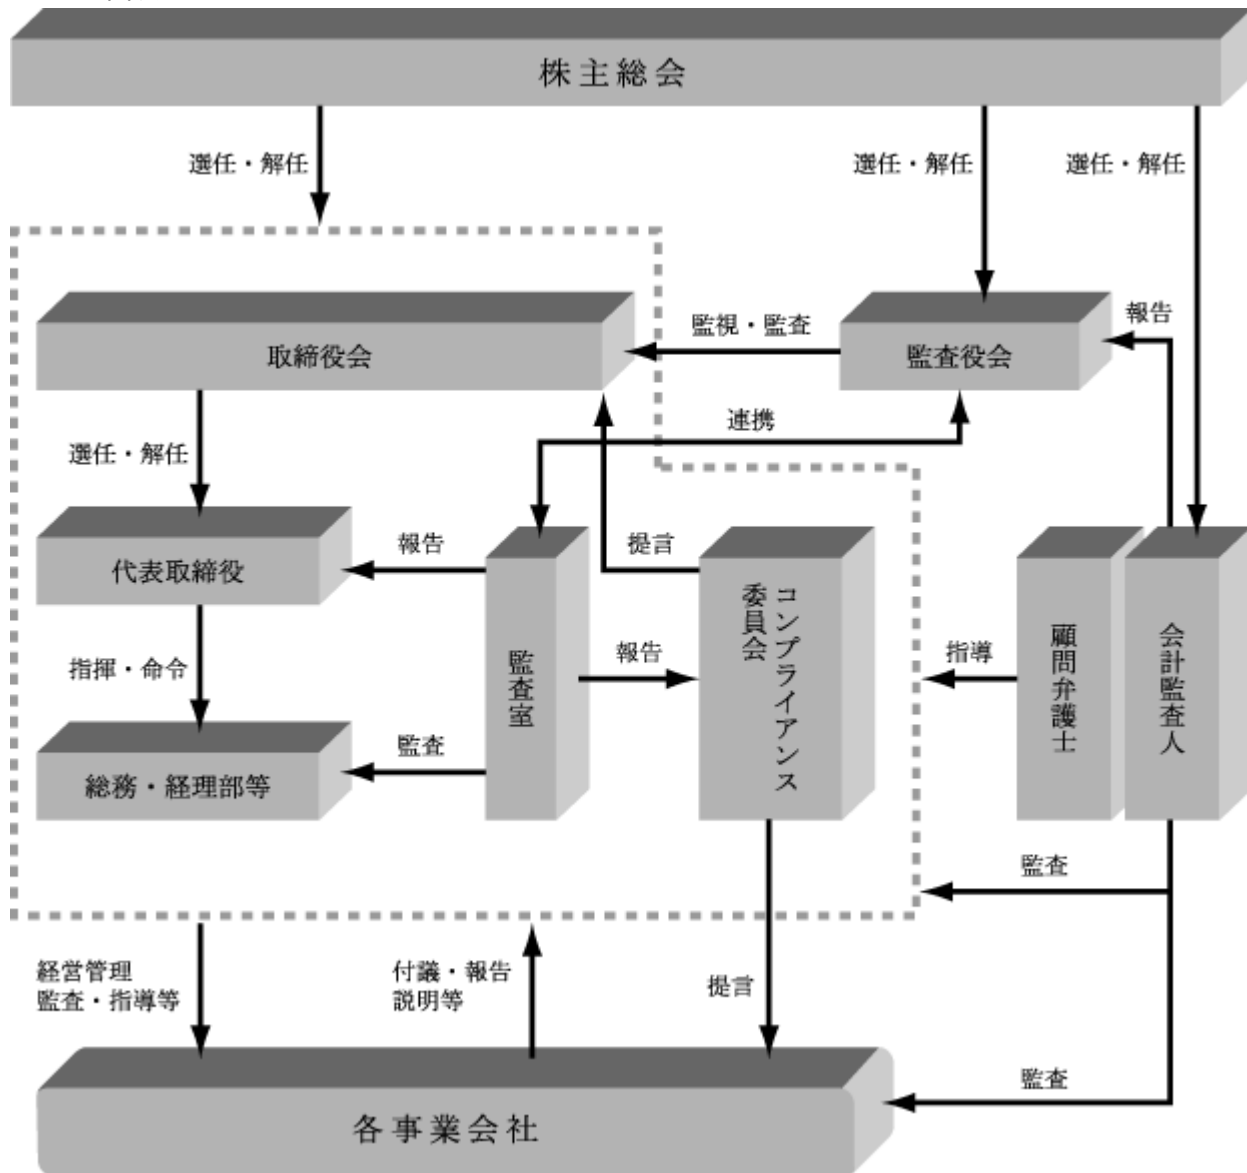 株主総会
選任・解任
選任・解任
選任・解任
取締役会
監視・監査
監査役会
報告
連携
選任・解任
代表取締役
報告
提言
指揮・命令
監査室
報告
コンプライアンス
委員会
指導
顧問弁護士
会計監査人
総務・経理部等
監査
監査
経営管理
監査・指導等
付議・報告
説明等
提言
監査
各事業会社